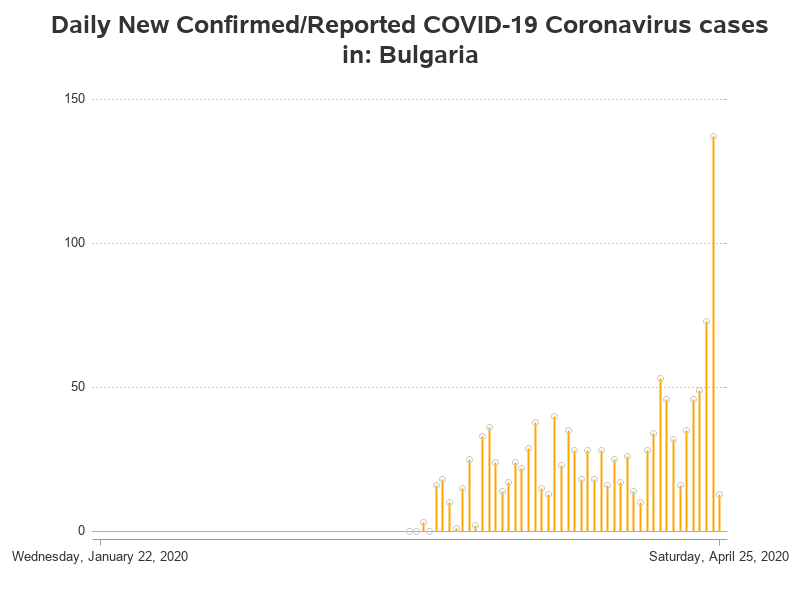 Daily New Confirmed/Reported COVID-19 Coronavirus cases
in: Bulgaria
150
100
50
0
Wednesday, January 22, 2020 Saturday, April 25, 2020